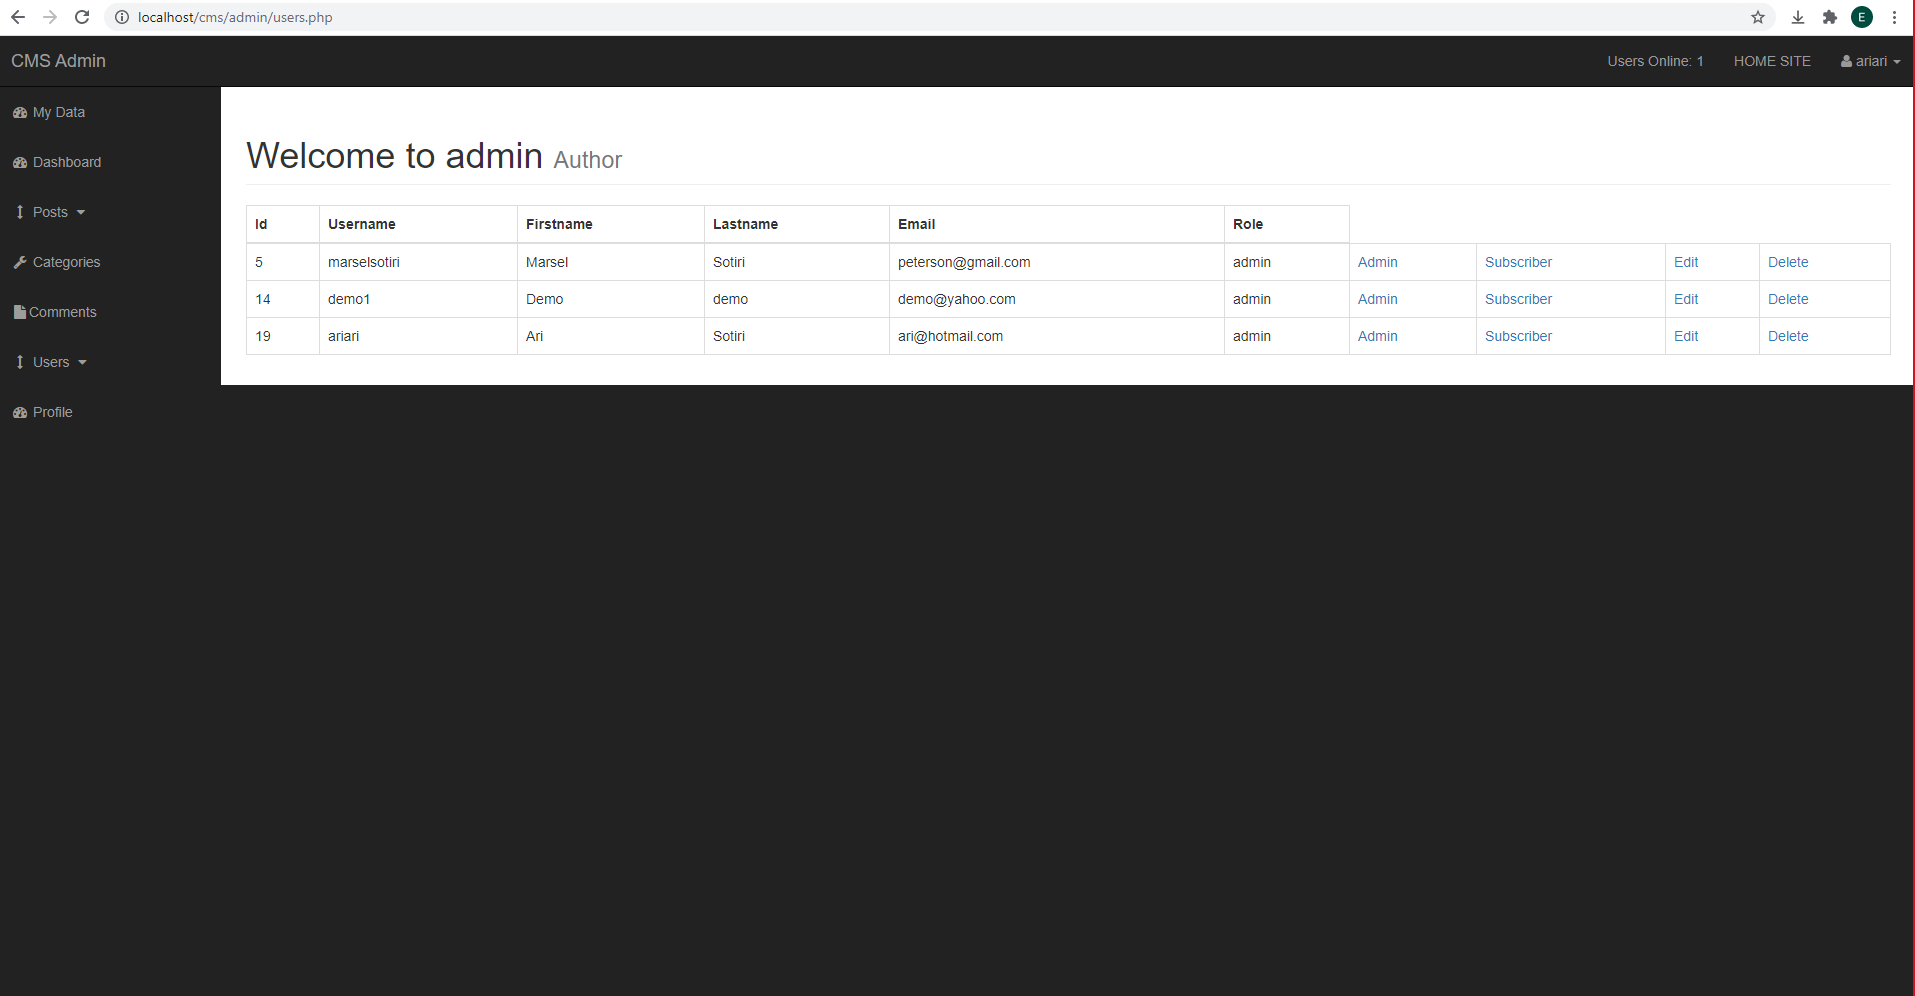 localhost/cms/admin/users.php
E
CMS Admin
Users Online: 1 HOME SITE ariari
My Data
Dashboard
Posts
Categories
Comments
Users
Profile
Welcome to admin Author
Id Username Firstname Lastname Email Role
5 marselsotiri Marsel Sotiri peterson@gmail.com admin Admin Subscriber Edit Delete
14 demo1 Demo demo demo@yahoo.com admin Admin Subscriber Edit Delete
19 ariari Ari Sotiri ari@hotmail.com admin Admin Subscriber Edit Delete